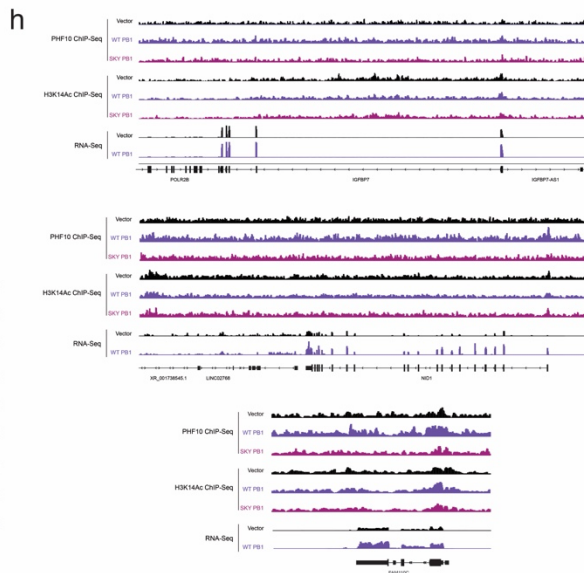 h
Vector
PHF10 ChIP-Seq WT PB1
SKY PB1
Vector
H3K14Ac ChIP-Seq WT PB1
SKY PB1
Vector
RNA-Seq WT PB1
POLR2B IGFBP7 IGFBP7-AS1
Vector
PHF10 ChIP-Seq WT PB1
SKY PB1
Vector
H3K14Ac ChIP-Seq WT PB1
SKY PB1
Vector
RNA-Seq WT PB1
XR_001738545.1 LINC02768 NID1
Vector
PHF10 ChIP-Seq WT PB1
SKY PB1
Vector
H3K14Ac ChIP-Seq WT PB1
SKY PB1
Vector
RNA-Seq WT PB1